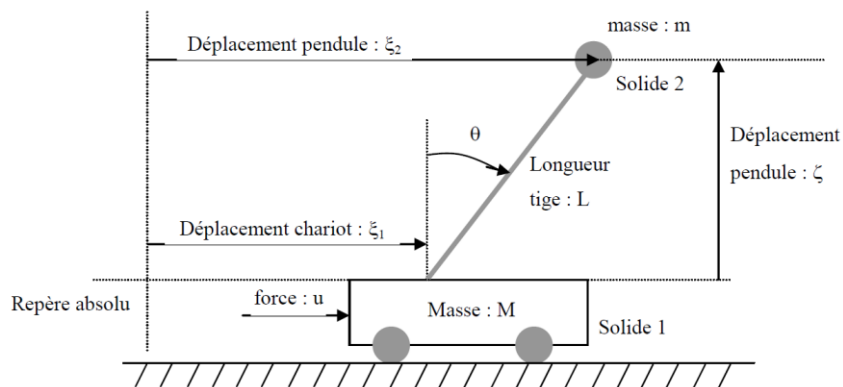 masse : m
Déplacement pendule : ξ₂
Solide 2
θ
Déplacement
pendule : ζ
Longueur
tige : L
Déplacement chariot : ξ₁
Repère absolu
force : u
Masse : M
Solide 1